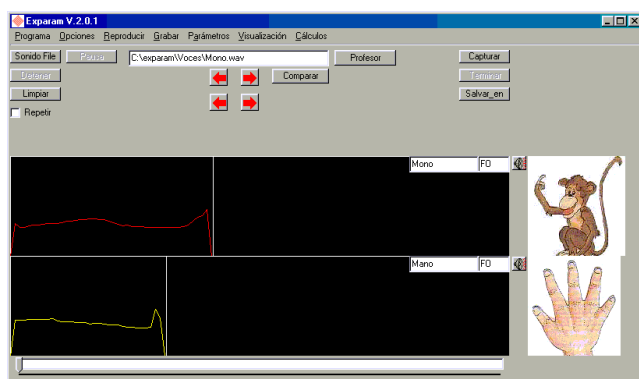 Exparam V.2.0.1
Programa Opciones Reproducir Grabar Parámetros Visualización Cálculos
Sonido File Pausa C:\exparam\Voces\Mono.wav Profesor Capturar
Detener Comparar Terminar
Limpiar Salvar_en
Repetir
Mono F0
Mano F0